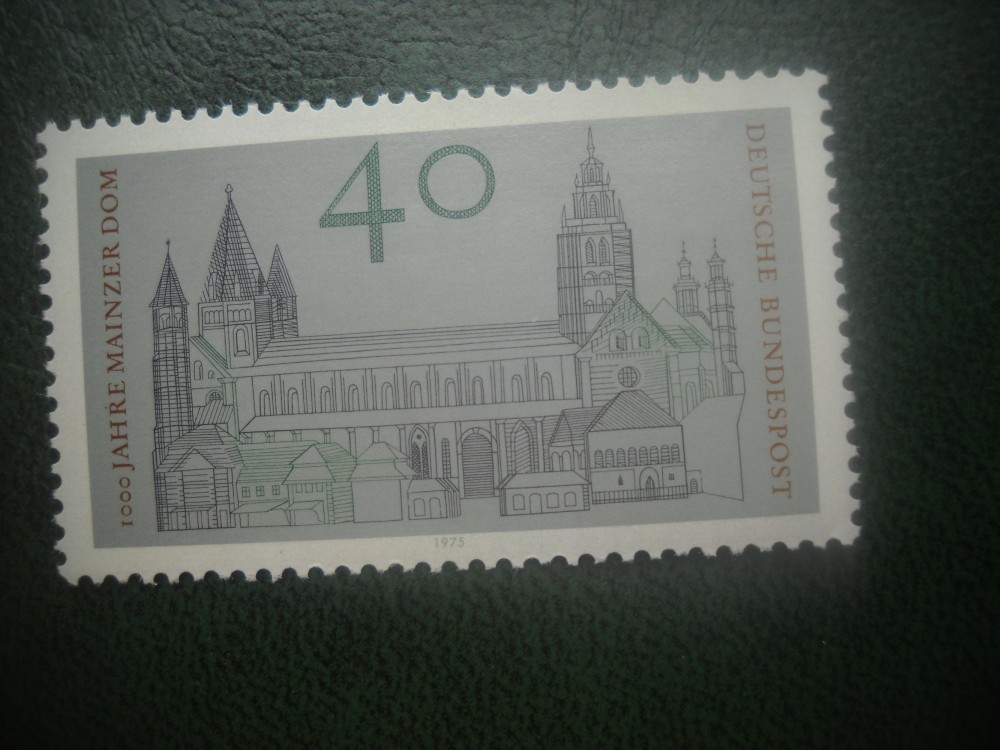 1000 JAHRE MAINZER DOM
40
DEUTSCHE BUNDESPOST
1975